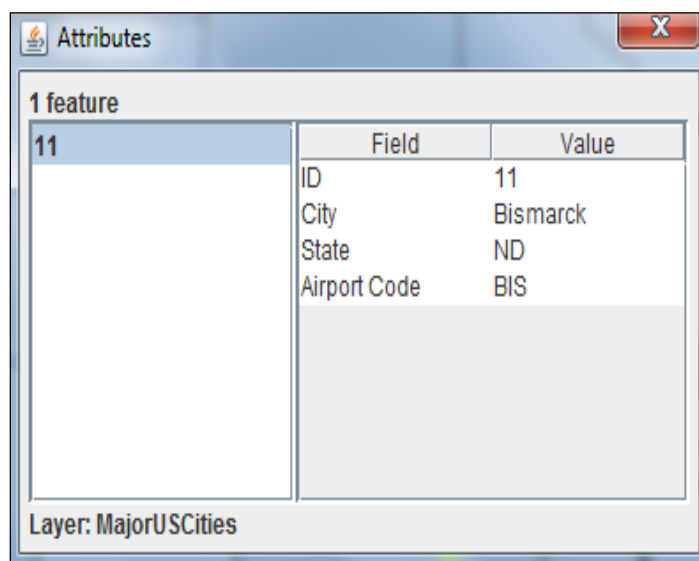 Attributes
X
1 feature
11
Field Value
ID 11
City Bismarck
State ND
Airport Code BIS
Layer: MajorUSCities